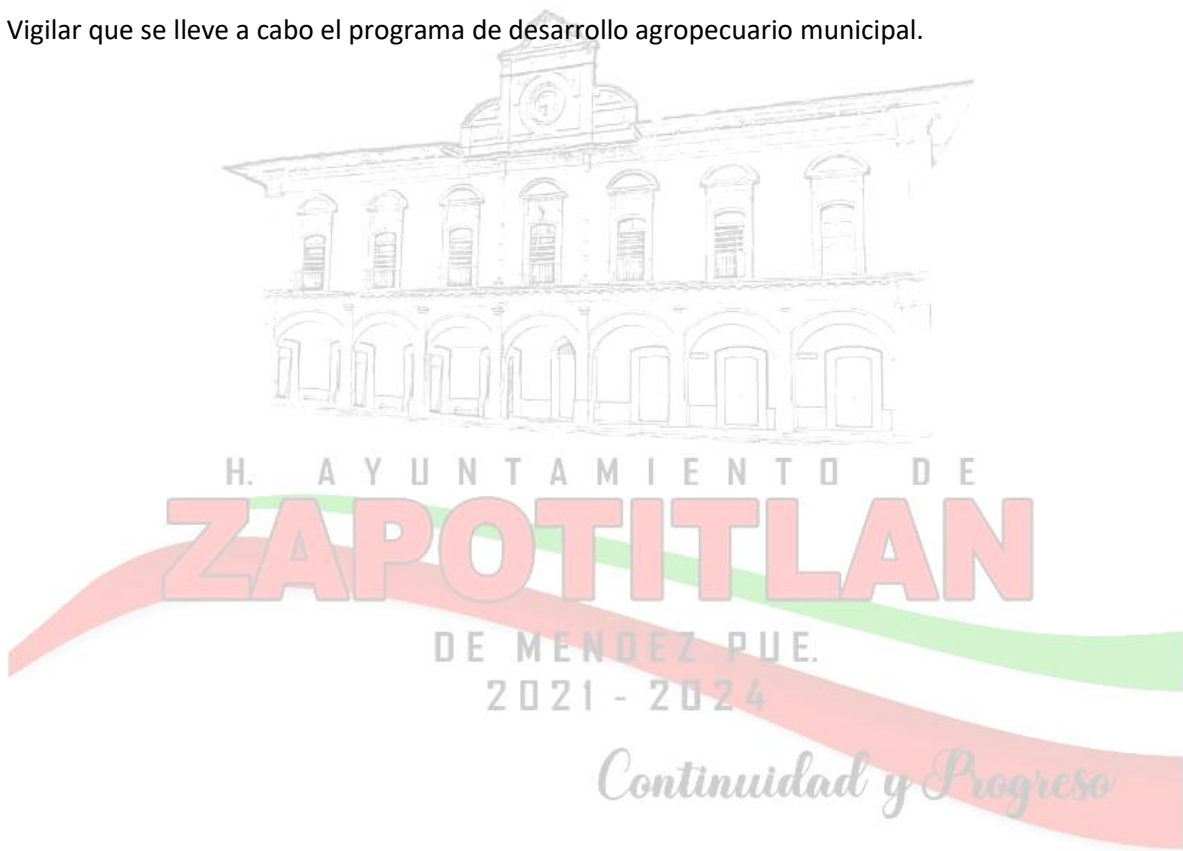 Vigilar que se lleve a cabo el programa de desarrollo agropecuario municipal.
H. AYUNTAMIENTO DE
ZAPOTITLAN
DE MENDEZ PUE.
2021 - 2024
Continuidad y Progreso